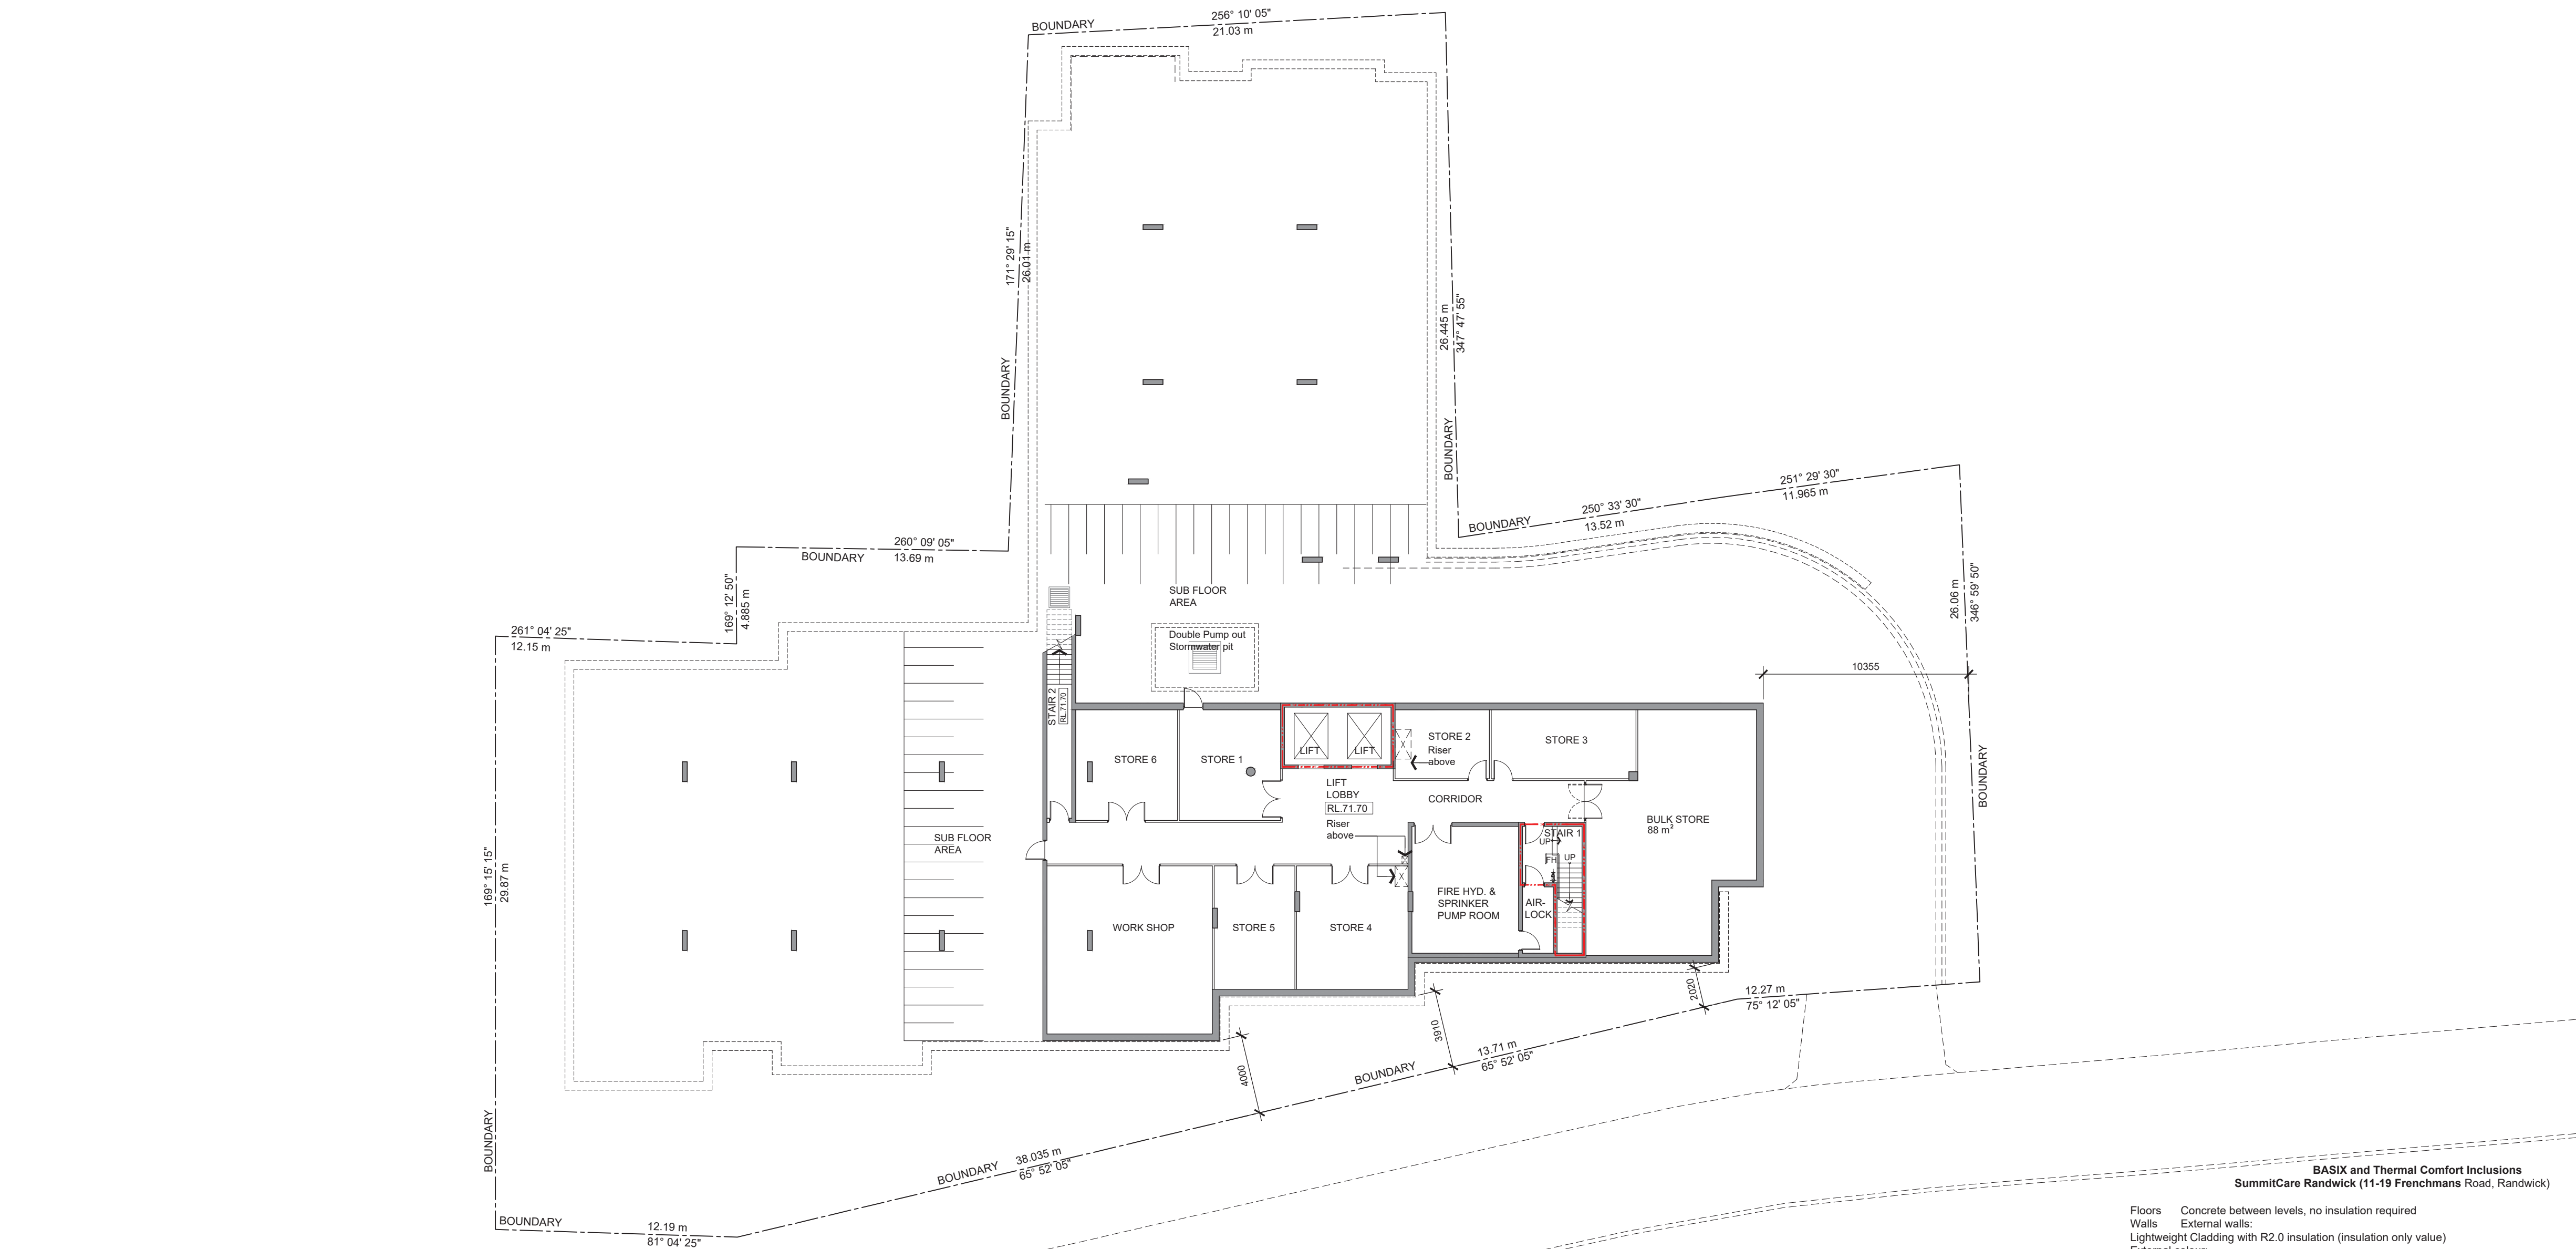 BOUNDARY
256° 10' 05"
21.03 m
171° 29' 15"
26.01 m
BOUNDARY
26.445 m
347° 47' 55"
BOUNDARY
BOUNDARY
250° 33' 30"
13.52 m
251° 29' 30"
11.965 m
26.06 m
346° 59' 50"
BOUNDARY
260° 09' 05"
BOUNDARY
13.69 m
169° 12' 50"
4.885 m
261° 04' 25"
12.15 m
169° 15' 15"
29.87 m
BOUNDARY
SUB FLOOR
AREA
Double Pump out
Stormwater pit
10355
STAIR 2
RL.71.70
STORE 6
STORE 1
LIFT
LIFT
STORE 2
Riser
above
STORE 3
LIFT
LOBBY
RL.71.70
Riser
above
CORRIDOR
BULK STORE
88 m²
STAIR 1
UP
FH
UP
SUB FLOOR
AREA
WORK SHOP
STORE 5
STORE 4
FIRE HYD. &
SPRINKER
PUMP ROOM
AIR-
LOCK
4000
3910
2020
12.27 m
75° 12' 05"
13.71 m
65° 52' 05"
BOUNDARY
38.035 m
65° 52' 05"
BOUNDARY
BOUNDARY
12.19 m
81° 04' 25"
BASIX and Thermal Comfort Inclusions
SummitCare Randwick (11-19 Frenchmans Road, Randwick)
Floors Concrete between levels, no insulation required
Walls External walls:
Lightweight Cladding with R2.0 insulation (insulation only value)